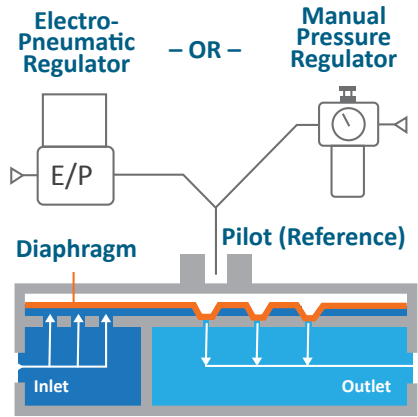 Electro-
Pneumatic
Regulator
– OR –
Manual
Pressure
Regulator
E/P
Pilot (Reference)
Diaphragm
Inlet
Outlet